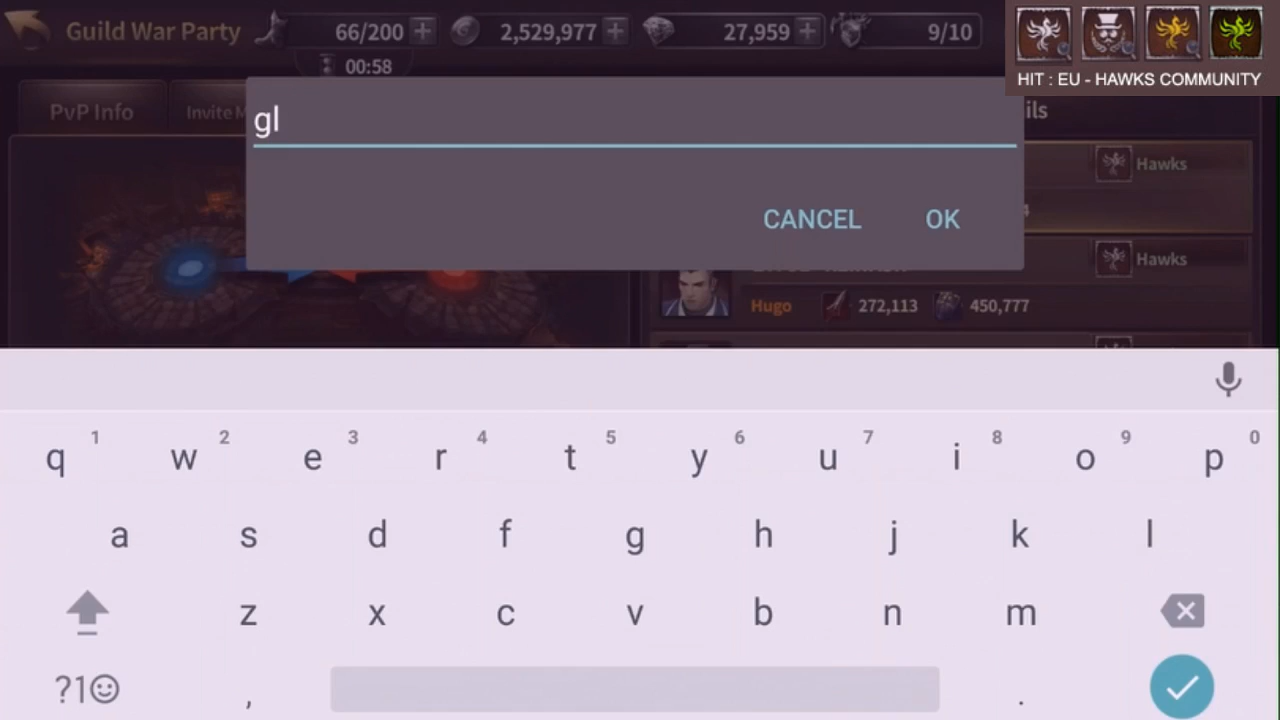 Guild War Party 66/200 + 2,529,977 + 27,959 + 9/10
00:58
HIT : EU - HAWKS COMMUNITY
PvP Info
Invite
gl
CANCEL OK
Hawks
Hawks
Hugo 272,113 450,777
1 2 3 4 5 6 7 8 9 0
q w e r t y u i o p
a s d f g h j k l
z x c v b n m
?1☺ , .